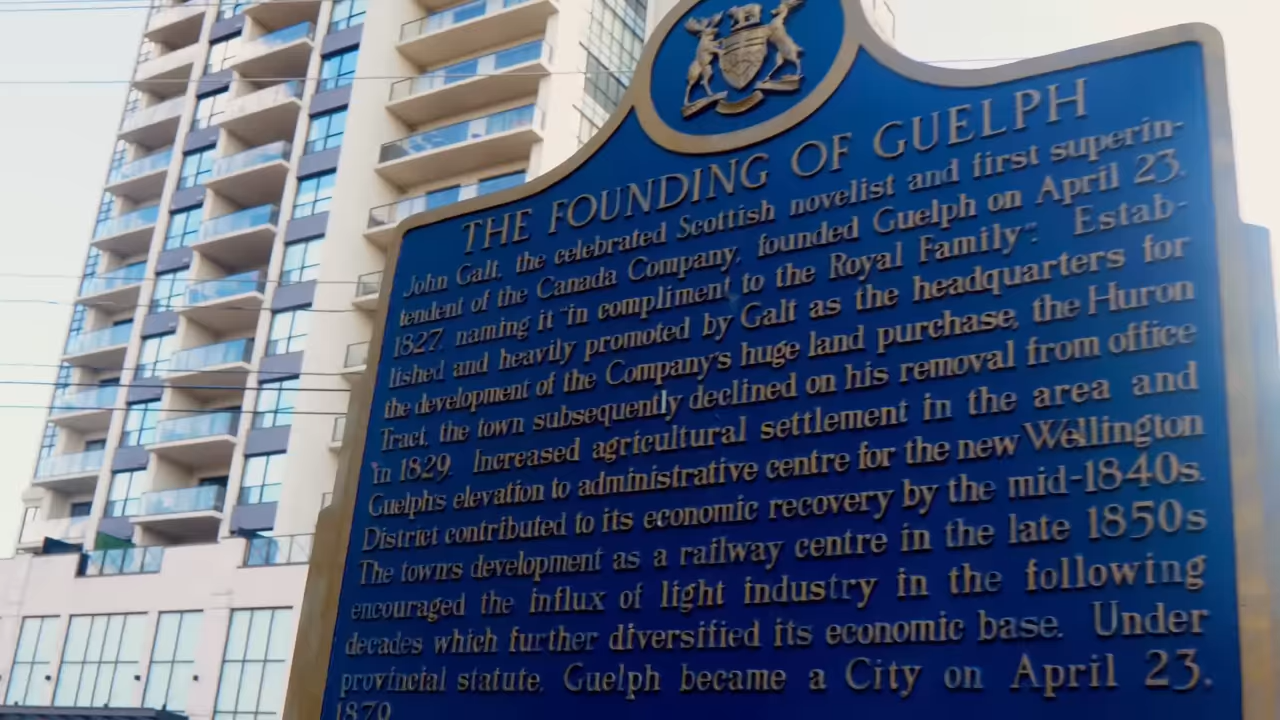 THE FOUNDING OF GUELPH
John Galt, the celebrated Scottish novelist and first superin-
tendent of the Canada Company, founded Guelph on April 23,
1827, naming it "in compliment to the Royal Family". Estab-
lished and heavily promoted by Galt as the headquarters for
the development of the Company's huge land purchase, the Huron
Tract, the town subsequently declined on his removal from office
in 1829. Increased agricultural settlement in the area and
Guelph's elevation to administrative centre for the new Wellington
District contributed to its economic recovery by the mid-1840s.
The town's development as a railway centre in the late 1850s
encouraged the influx of light industry in the following
decades which further diversified its economic base. Under
provincial statute, Guelph became a City on April 23,
1879.